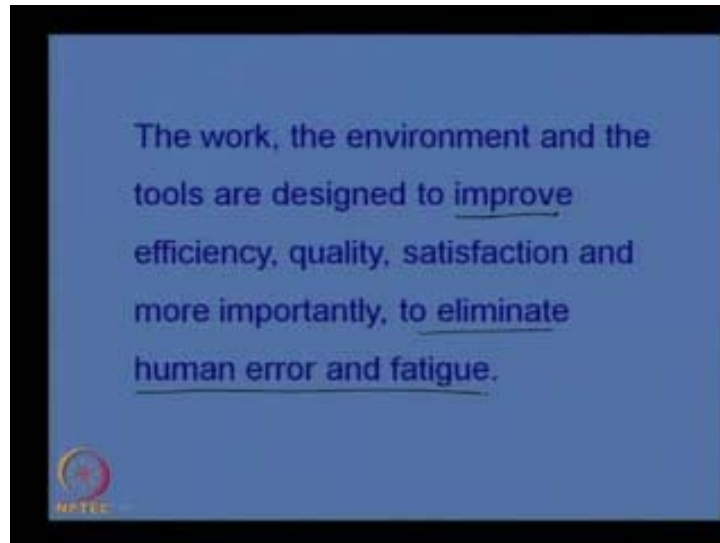 The work, the environment and the
tools are designed to improve
efficiency, quality, satisfaction and
more importantly, to eliminate
human error and fatigue.
NPTEL